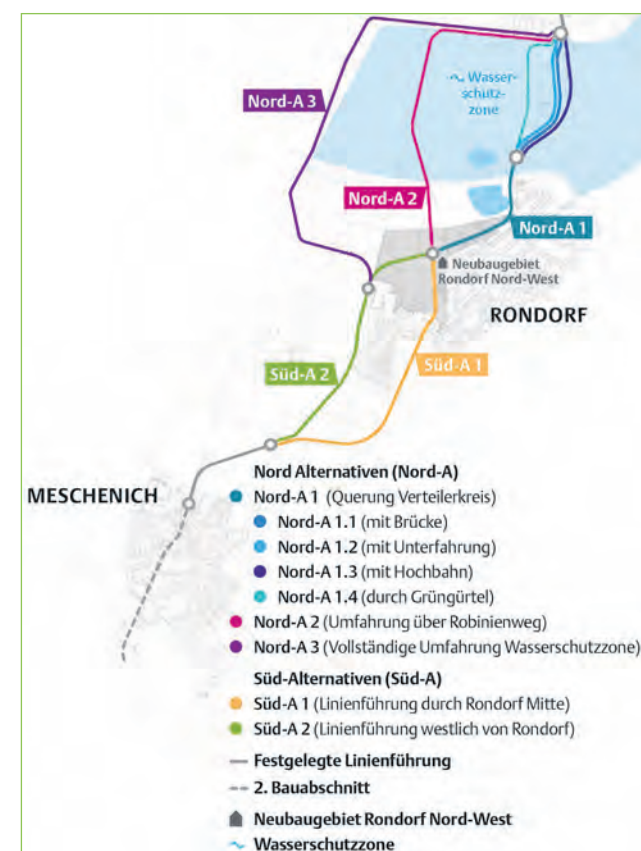 Wasser-
schutz-
zone
Nord-A 3
Nord-A 2
Nord-A 1
Neubaugebiet
Rondorf Nord-West
RONDORF
Süd-A 2
Süd-A 1
MESCHENICH
Nord Alternativen (Nord-A)
Nord-A 1 (Querung Verteilerkreis)
Nord-A 1.1 (mit Brücke)
Nord-A 1.2 (mit Unterfahrung)
Nord-A 1.3 (mit Hochbahn)
Nord-A 1.4 (durch Grüngürtel)
Nord-A 2 (Umfahrung über Robinienweg)
Nord-A 3 (Vollständige Umfahrung Wasserschutzzone)
Süd-Alternativen (Süd-A)
Süd-A 1 (Linienführung durch Rondorf Mitte)
Süd-A 2 (Linienführung westlich von Rondorf)
Festgelegte Linienführung
2. Bauabschnitt
Neubaugebiet Rondorf Nord-West
Wasserschutzzone